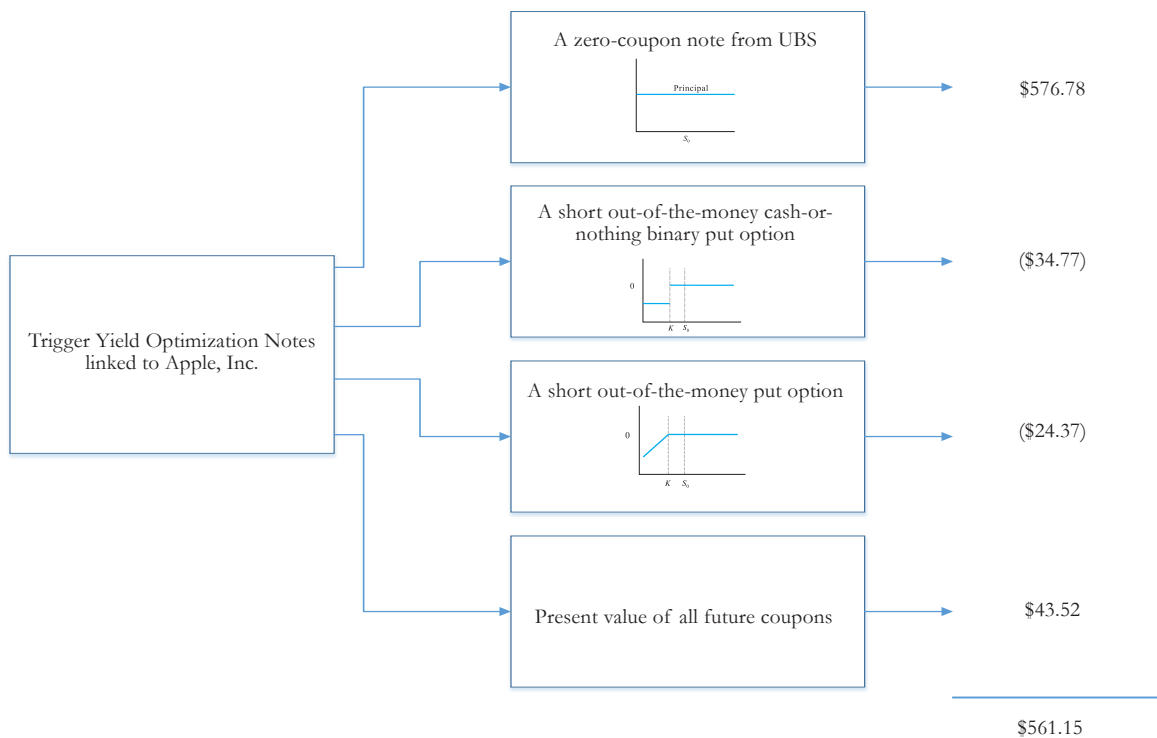 A zero-coupon note from UBS
Principal
S₀
$576.78
A short out-of-the-money cash-or-
nothing binary put option
0
K S₀
($34.77)
Trigger Yield Optimization Notes
linked to Apple, Inc.
A short out-of-the-money put option
0
K S₀
($24.37)
Present value of all future coupons
$43.52
$561.15